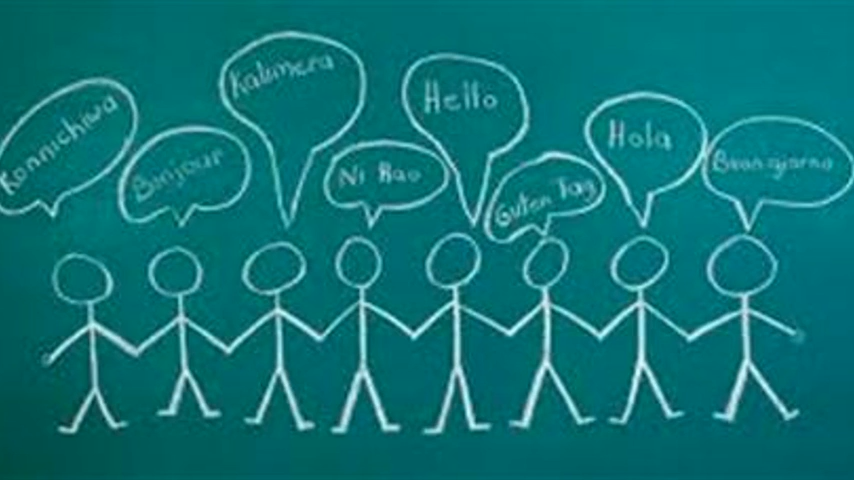 Konnichiwa
Bonjour
Kalimera
Ni Hao
Hello
Guten Tag
Hola
Buongiorno